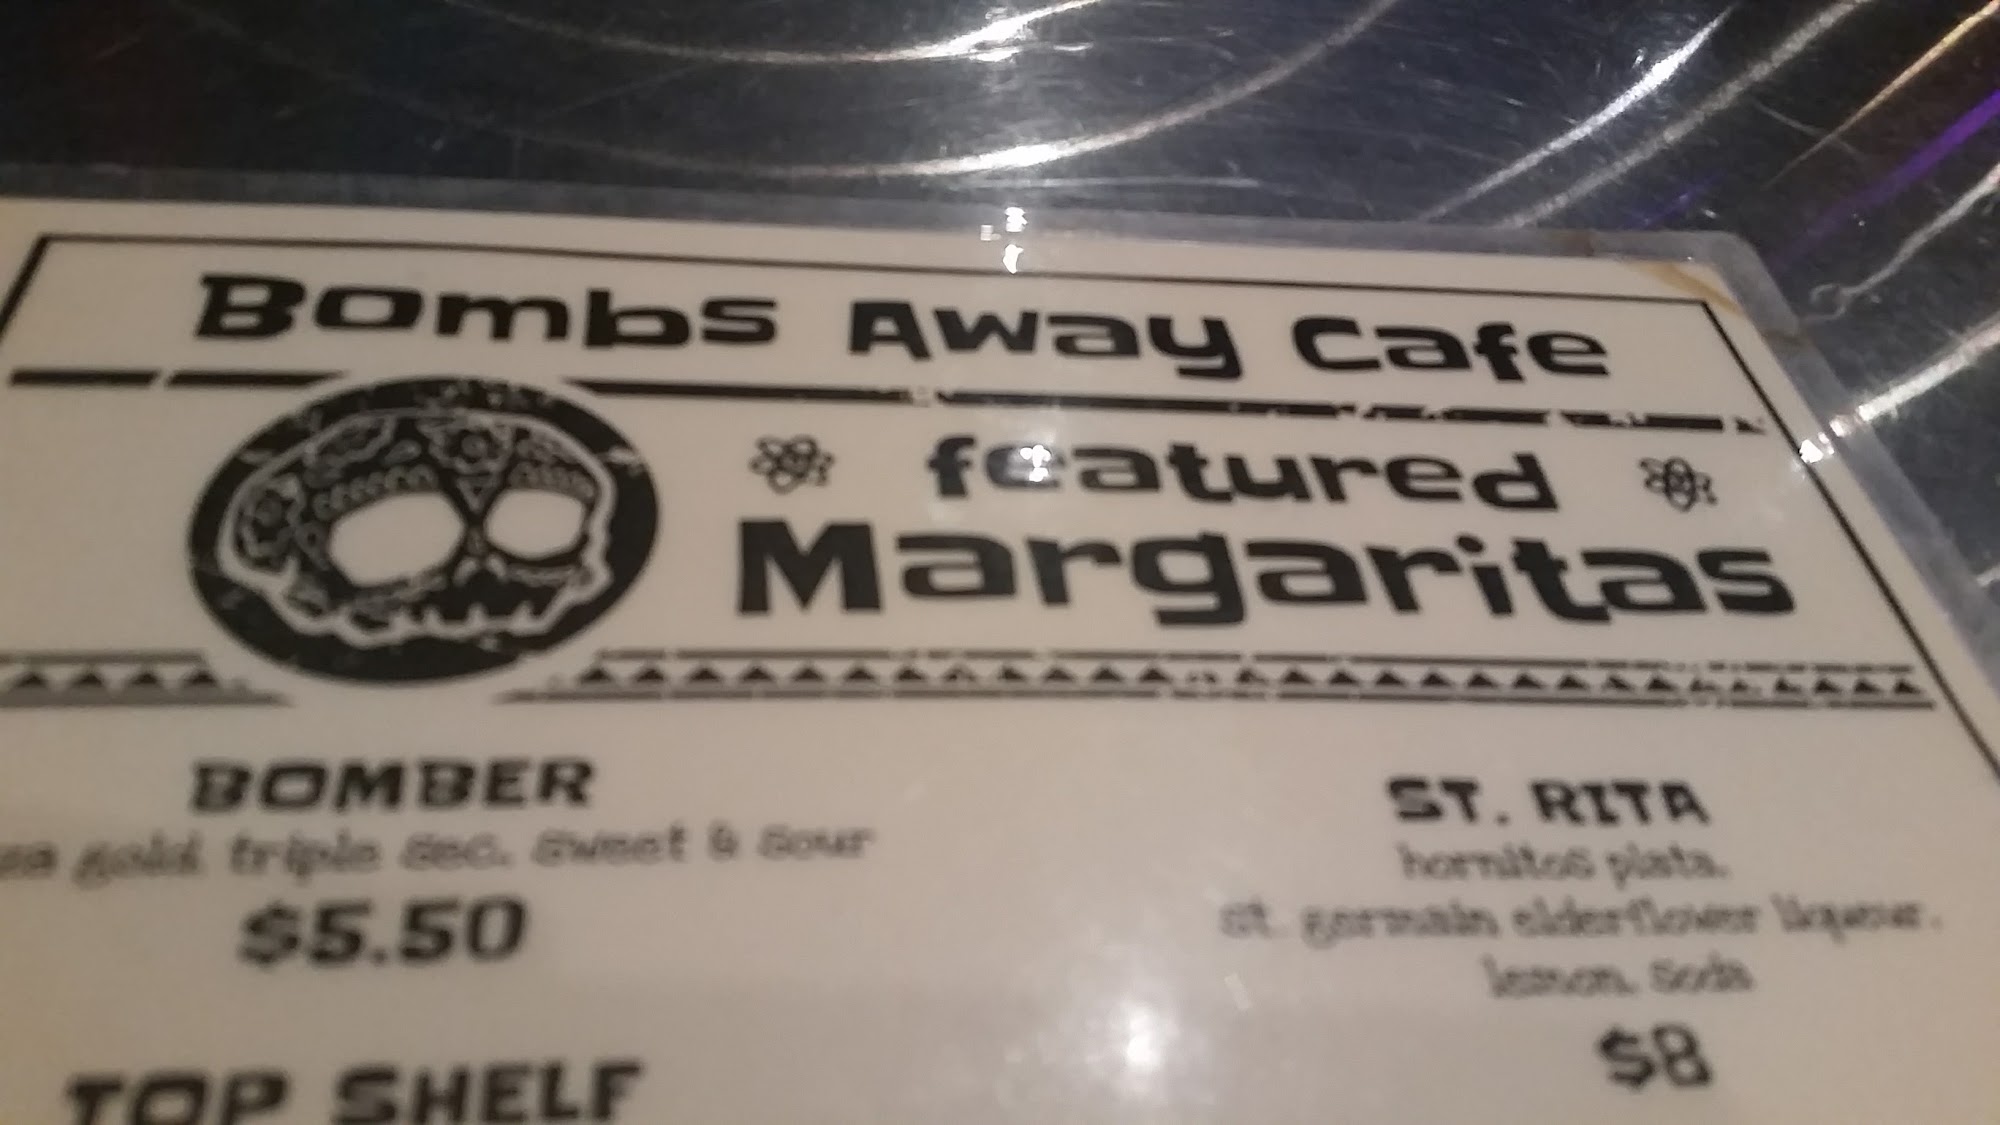 Bombs Away Cafe
featured
Margaritas
BOMBER
gold, triple sec, sweet & sour
$5.50
TOP SHELF
ST. RITA
hornitos plata,
st. germain elderflower liqueur,
lemon, soda
$8